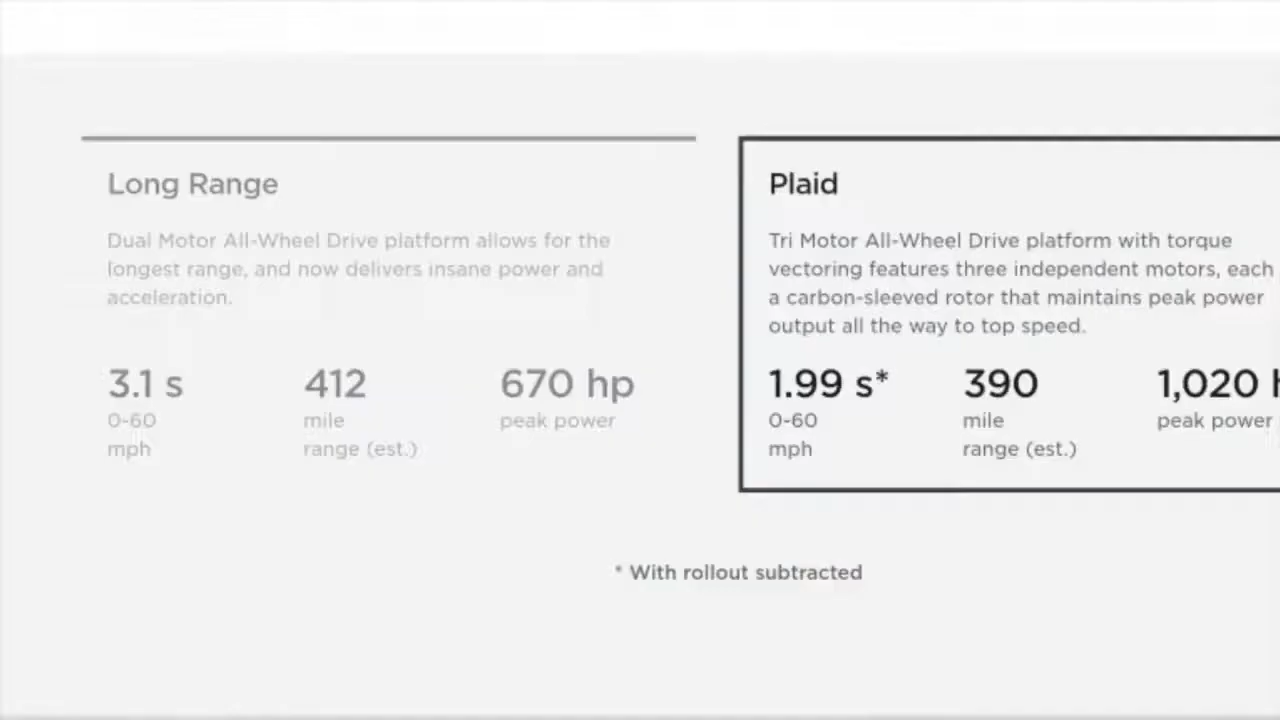 Long Range
Dual Motor All-Wheel Drive platform allows for the
longest range, and now delivers insane power and
acceleration.
3.1 s
0-60
mph
412
mile
range (est.)
670 hp
peak power
Plaid
Tri Motor All-Wheel Drive platform with torque
vectoring features three independent motors, each
a carbon-sleeved rotor that maintains peak power
output all the way to top speed.
1.99 s*
0-60
mph
390
mile
range (est.)
1,020
peak power
* With rollout subtracted